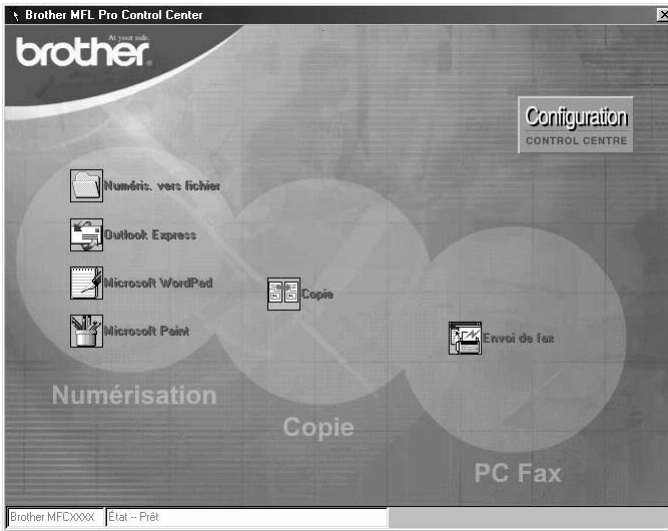 Brother MFL Pro Control Center
At your side.
brother
Configuration
CONTROL CENTRE
Numéris. vers fichier
Outlook Express
Microsoft WordPad
Microsoft Paint
Numérisation
Copie
Copie
Envoi de fax
PC Fax
Brother MFCXXXX
État -- Prêt